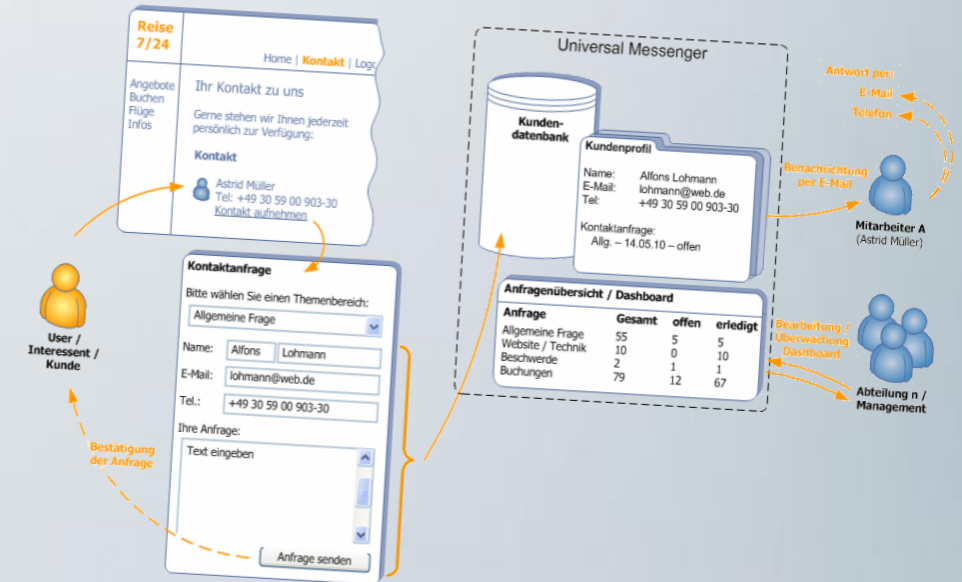 Reise
7/24
Home | Kontakt | Logo
Angebote
Buchen
Flüge
Infos
Ihr Kontakt zu uns
Gerne stehen wir Ihnen jederzeit
persönlich zur Verfügung:
Kontakt
Astrid Müller
Tel: +49 30 59 00 903-30
Kontakt aufnehmen
User /
Interessent /
Kunde
Bestätigung
der Anfrage
Kontaktanfrage
Bitte wählen Sie einen Themenbereich:
Allgemeine Frage
Name: Alfons Lohmann
E-Mail: lohmann@web.de
Tel.: +49 30 59 00 903-30
Ihre Anfrage:
Text eingeben
Anfrage senden
Universal Messenger
Kunden-
datenbank
Kundenprofil
Name: Alfons Lohmann
E-Mail: lohmann@web.de
Tel: +49 30 59 00 903-30
Kontaktanfrage:
Allg. – 14.05.10 – offen
Anfragenübersicht / Dashboard
Anfrage Gesamt offen erledigt
Allgemeine Frage 55 5 5
Website / Technik 10 0 10
Beschwerde 2 1 1
Buchungen 79 12 67
Antwort per:
E-Mail
Telefon
Benachrichtung
per E-Mail
Mitarbeiter A
(Astrid Müller)
Bearbeitung /
Überwachung
Dashboard
Abteilung n /
Management